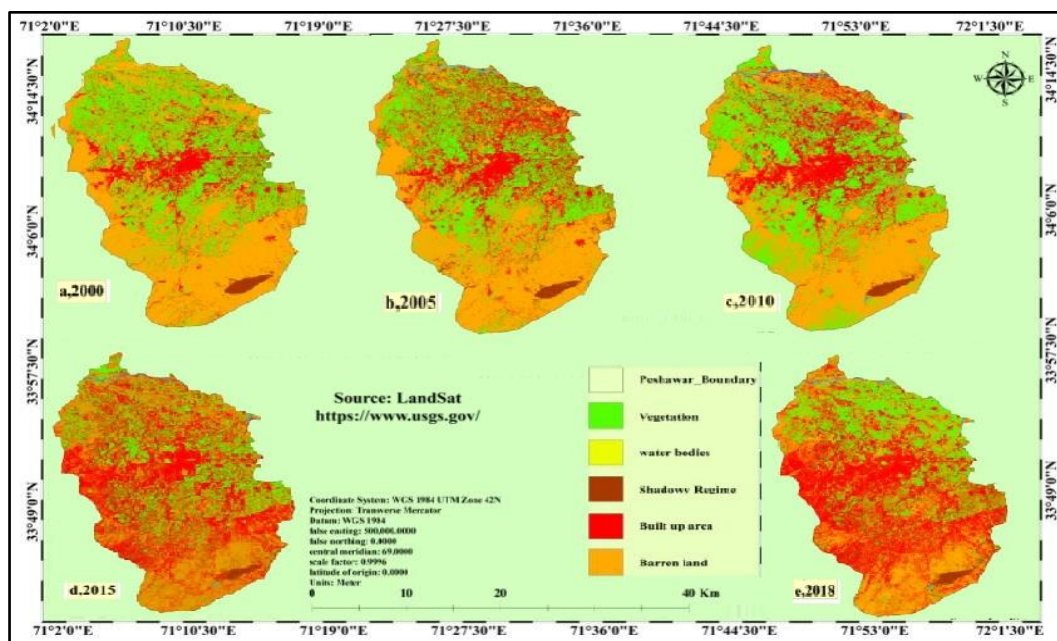 71°2'0"E 71°10'30"E 71°19'0"E 71°27'30"E 71°36'0"E 71°44'30"E 71°53'0"E 72°1'30"E
34°14'30"N
34°6'0"N
33°57'30"N
33°49'0"N
N
W E
S
34°14'30"N
34°6'0"N
33°57'30"N
33°49'0"N
a,2000
b,2005
c,2010
d,2015
e,2018
Source: LandSat
https://www.usgs.gov/
Peshawar_Boundary
Vegetation
water bodies
Shadowy Regime
Built up area
Barren land
Coordinate System: WGS 1984 UTM Zone 42N
Projection: Transverse Mercator
Datum: WGS 1984
false easting: 500,000.0000
false northing: 0.0000
central meridian: 69.0000
scale factor: 0.9996
latitude of origin: 0.0000
Units: Meter
0 20 40 Km
71°2'0"E 71°10'30"E 71°19'0"E 71°27'30"E 71°36'0"E 71°44'30"E 71°53'0"E 72°1'30"E